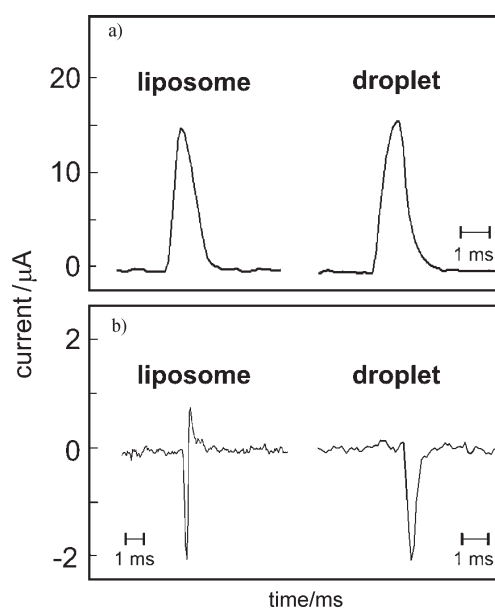 a)
20
liposome
droplet
10
0
1 ms
current/μA
b)
2
liposome
droplet
0
1 ms
1 ms
-2
time/ms